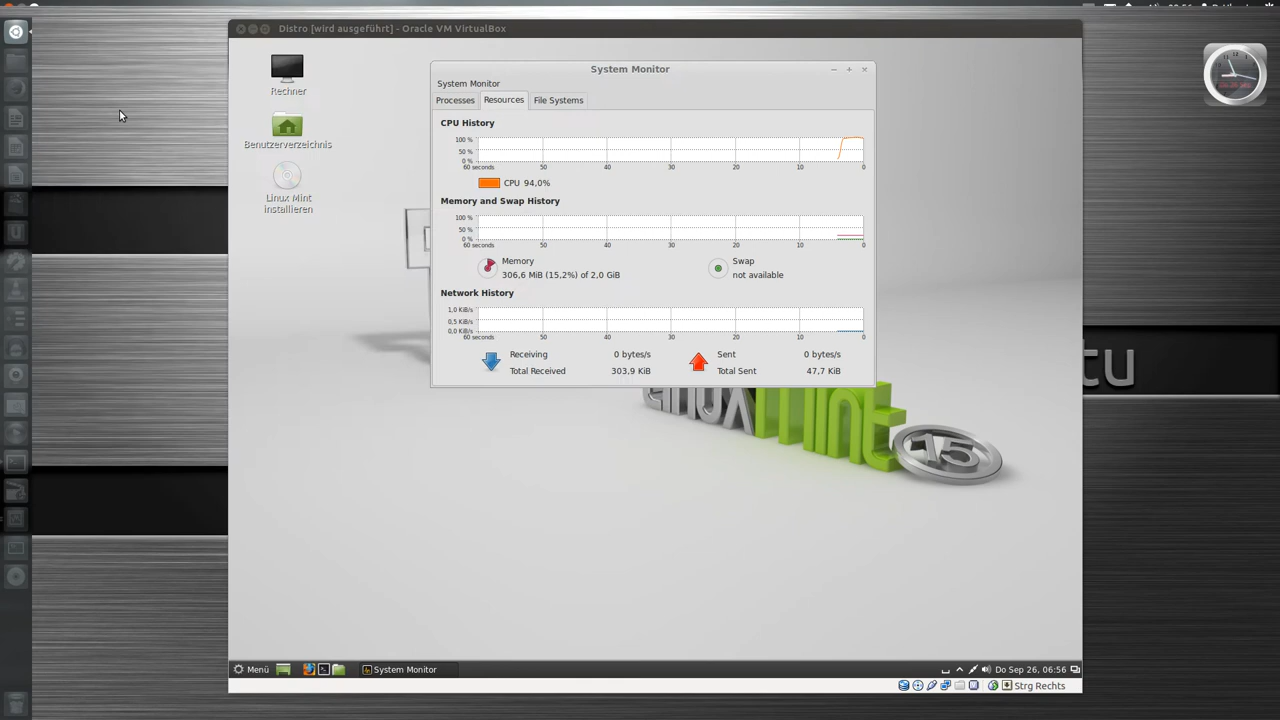 Distro [wird ausgeführt] - Oracle VM VirtualBox
Rechner
Benutzerverzeichnis
Linux Mint
installieren
System Monitor
System Monitor
Processes
Resources
File Systems
CPU History
100 %
50 %
0 %
60 seconds
50
40
30
20
10
0
CPU 94,0%
Memory and Swap History
100 %
50 %
0 %
60 seconds
50
40
30
20
10
0
Memory
306,6 MiB (15,2%) of 2,0 GiB
Swap
not available
Network History
1,0 KiB/s
0,5 KiB/s
0,0 KiB/s
60 seconds
50
40
30
20
10
0
Receiving 0 bytes/s
Total Received 303,9 KiB
Sent 0 bytes/s
Total Sent 47,7 KiB
linuxmint
15
tu
Menü
System Monitor
Do Sep 26, 06:56
Strg Rechts